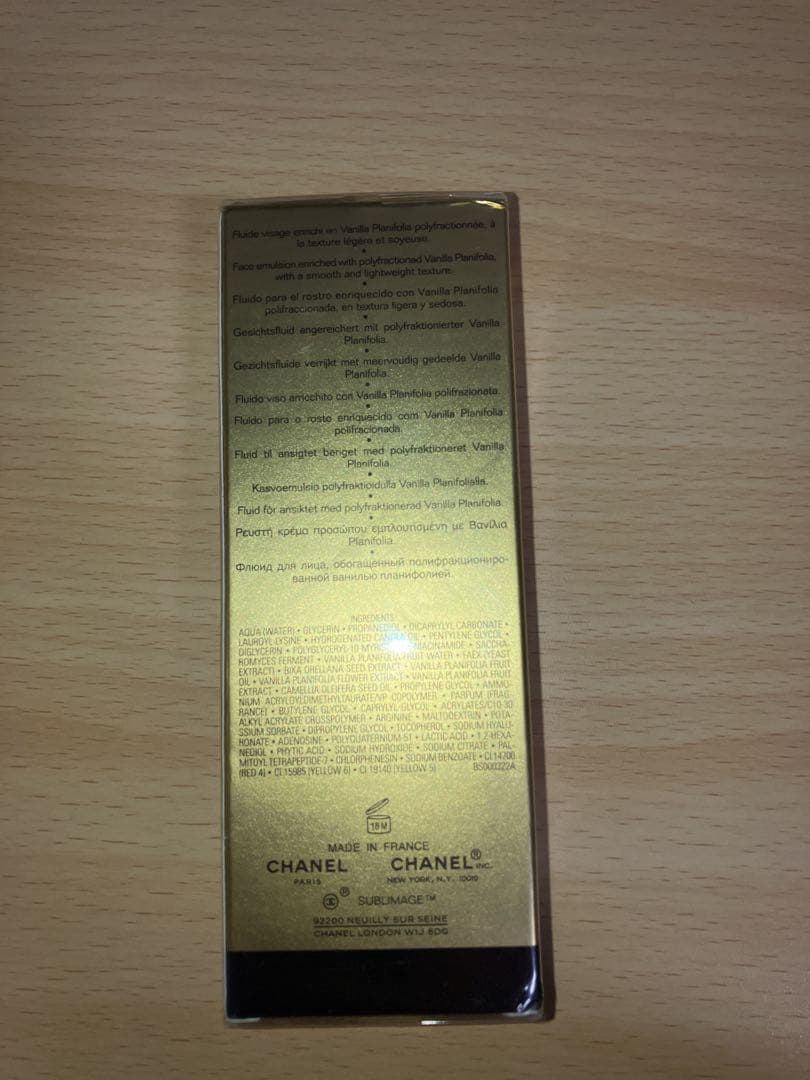 Fluide visage enrichi en Vanilla Planifolia polyfractionnée, à
la texture légère et soyeuse.
•
Face emulsion enriched with polyfractioned Vanilla Planifolia,
with a smooth and lightweight texture.
•
Fluido para el rostro enriquecido con Vanilla Planifolia
polifraccionada, en textura ligera y sedosa.
•
Gesichtsfluid angereichert mit polyfraktionierter Vanilla
Planifolia.
•
Gezichtsfluide verrijkt met meervoudig gedeelde Vanilla
Planifolia.
•
Fluido viso arricchito con Vanilla Planifolia polifrazionata.
•
Fluido para o rosto enriquecido com Vanilla Planifolia
polifracionada.
•
Fluid til ansigtet beriget med polyfraktioneret Vanilla
Planifolia.
•
Kasvoemulsio polyfraktioidulla Vanilla Planifolialla.
•
Fluid för ansiktet med polyfraktionerad Vanilla Planifolia.
•
Ρευστή κρέμα προσώπου εμπλουτισμένη με Βανίλια
Planifolia.
•
Флюид для лица, обогащенный полифракциониро-
ванной ванилью планифолией.
INGREDIENTS:
AQUA (WATER) • GLYCERIN • PROPANEDIOL • DICAPRYLYL CARBONATE •
LAUROYL LYSINE • HYDROGENATED OIL • PENTYLENE GLYCOL •
DIGLYCERIN • POLYGLYCERYL-10 NIACINAMIDE • SACCHA-
ROMYCES FERMENT • VANILLA PLANIFOLIA FRUIT WATER • FAEX (YEAST
EXTRACT) • BIXA ORELLANA SEED EXTRACT • VANILLA PLANIFOLIA FRUIT
OIL • VANILLA PLANIFOLIA FLOWER EXTRACT • VANILLA PLANIFOLIA FRUIT
EXTRACT • CAMELLIA OLEIFERA SEED OIL • PROPYLENE GLYCOL • AMMO-
NIUM ACRYLOYLDIMETHYLTAURATE/VP COPOLYMER • PARFUM (FRAG-
RANCE) • BUTYLENE GLYCOL • CAPRYLYL GLYCOL • ACRYLATES/C10-30
ALKYL ACRYLATE CROSSPOLYMER • ARGININE • MALTODEXTRIN • POTA-
SSIUM SORBATE • DIPROPYLENE GLYCOL • TOCOPHEROL • SODIUM HYALU-
RONATE • ADENOSINE • POLYQUATERNIUM-51 • LACTIC ACID • 1,2-HEXA-
NEDIOL • PHYTIC ACID • SODIUM HYDROXIDE • SODIUM CITRATE • PAL-
MITOYL TETRAPEPTIDE-7 • CHLORPHENESIN • SODIUM BENZOATE • CI 14700
(RED 4) • CI 15985 (YELLOW 6) • CI 19140 (YELLOW 5) BS000322A
18 M
MADE IN FRANCE
CHANEL CHANEL® INC.
PARIS NEW YORK, N.Y. 10019
® SUBLIMAGE™
92200 NEUILLY SUR SEINE
CHANEL LONDON W1J 6DG